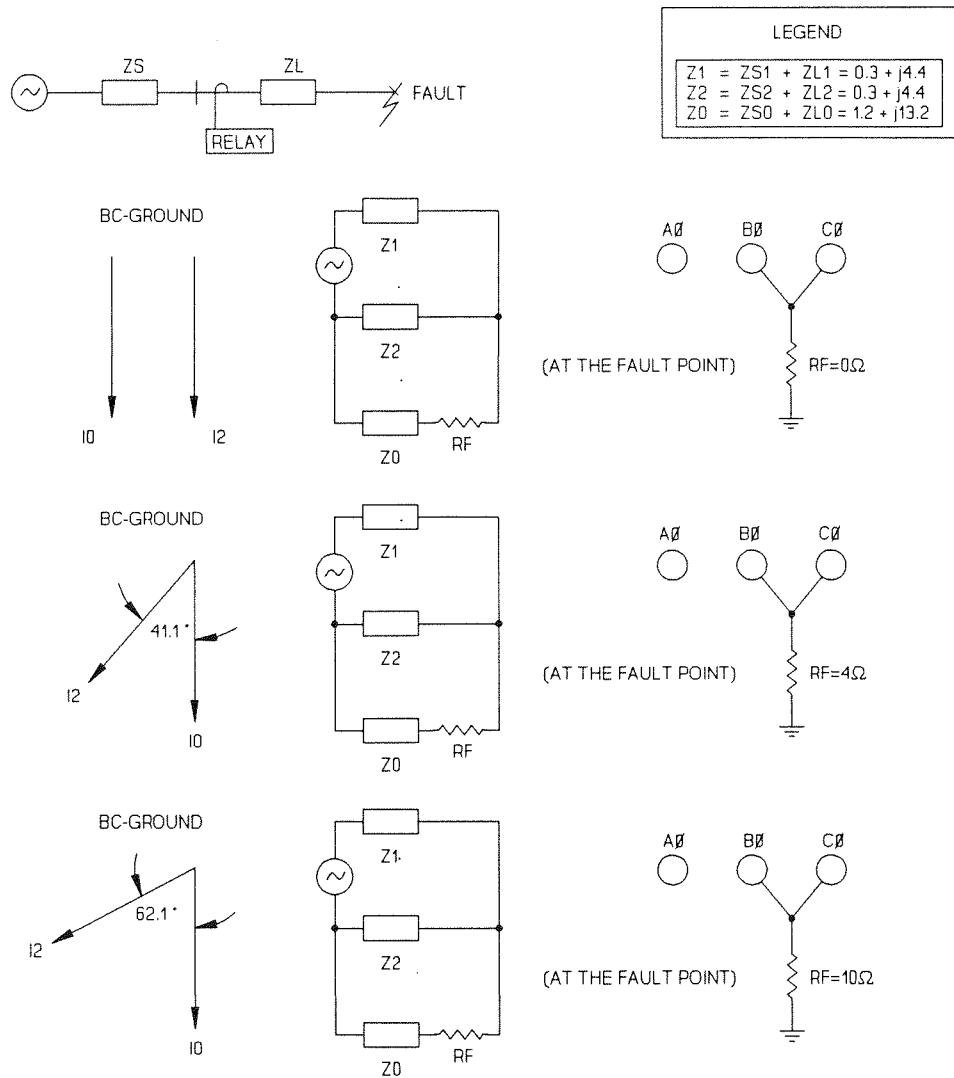 LEGEND
Z1 = ZS1 + ZL1 = 0.3 + j4.4
Z2 = ZS2 + ZL2 = 0.3 + j4.4
Z0 = ZS0 + ZL0 = 1.2 + j13.2
ZS
ZL
FAULT
RELAY
BC-GROUND
I0
I2
Z1
Z2
Z0
RF
(AT THE FAULT POINT)
AØ
BØ
CØ
RF=0Ω
BC-GROUND
41.1°
I2
I0
Z1
Z2
Z0
RF
(AT THE FAULT POINT)
AØ
BØ
CØ
RF=4Ω
BC-GROUND
62.1°
I2
I0
Z1
Z2
Z0
RF
(AT THE FAULT POINT)
AØ
BØ
CØ
RF=10Ω